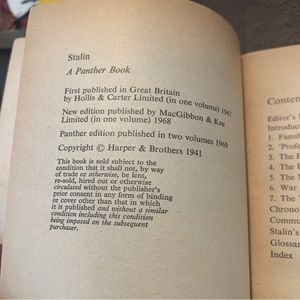 Stalin
A Panther Book
First published in Great Britain
by Hollis & Carter Limited (in one volume) 1947
New edition published by MacGibbon & Kee
Limited (in one volume) 1968
Panther edition published in two volumes 1969
Copyright © Harper & Brothers 1941
This book is sold subject to the
condition that it shall not, by way
of trade or otherwise, be lent,
re-sold, hired out or otherwise
circulated without the publisher's
prior consent in any form of binding
or cover other than that in which
it is published and without a similar
condition including this condition
being imposed on the subsequent
purchaser.
Conten
Editor's
Introduc
1. Famil
2. 'Profe
3. The
4. The
5. The
6. War
7. The
Chrono
Commu
Stalin's
Glossar
Index